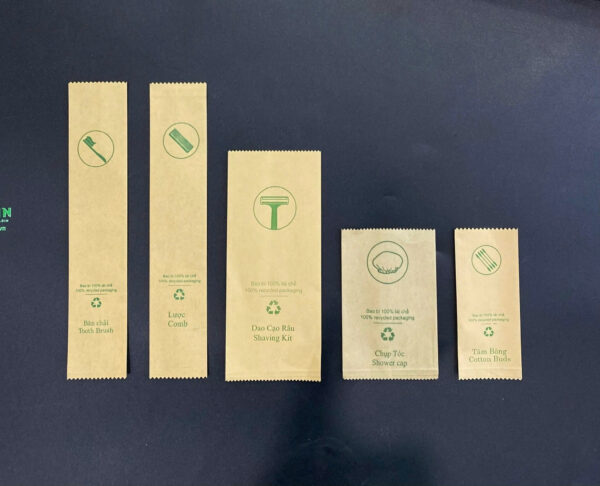 Bao bì 100% tái chế
100% recycled packaging
Bàn chải
Tooth Brush
Bao bì 100% tái chế
100% recycled packaging
Lược
Comb
Bao bì 100% tái chế
100% recycled packaging
Dao Cạo Râu
Shaving Kit
Bao bì 100% tái chế
100% recycled packaging
Chụp Tóc
Shower cap
Bao bì 100% tái chế
100% recycled packaging
Tăm Bông
Cotton Buds